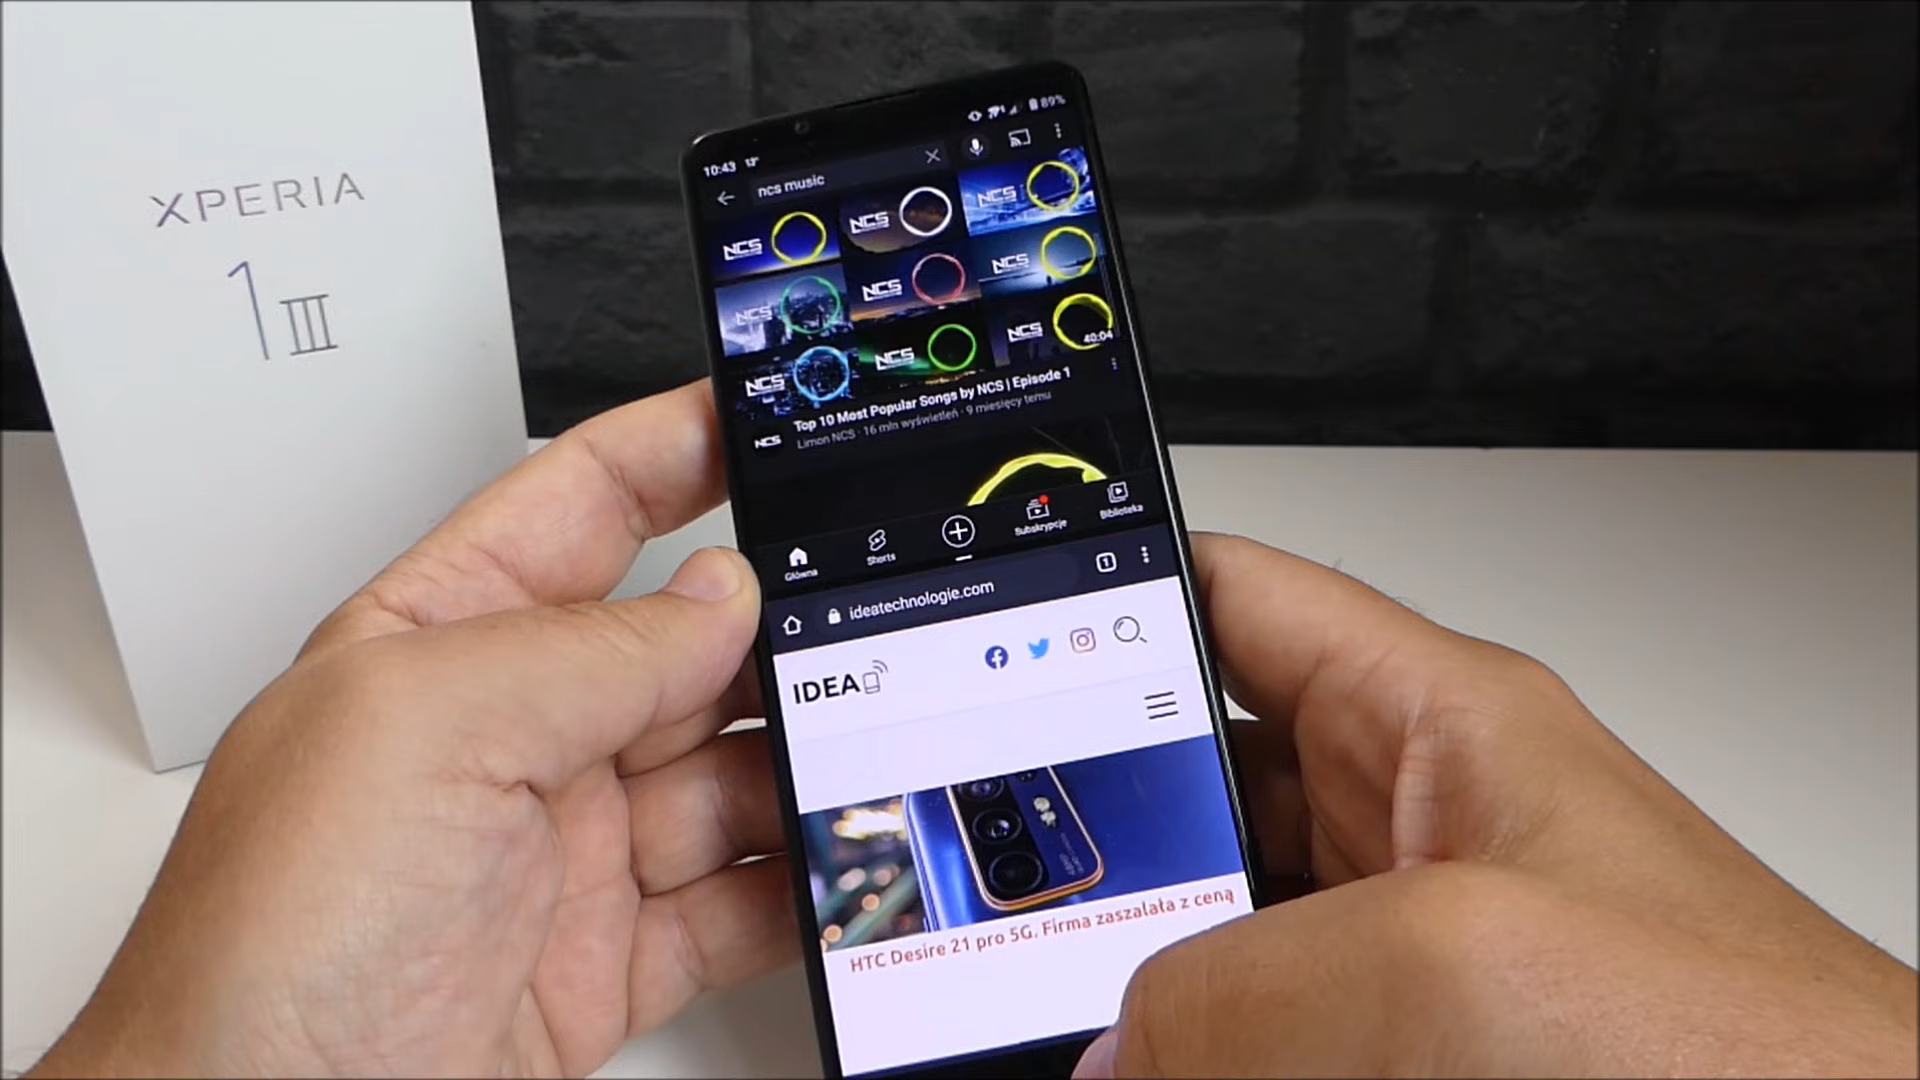 XPERIA
1 III
10:43
89%
ncs music
NCS
NCS
NCS
NCS
NCS
NCS
NCS
NCS
NCS
40:04
Top 10 Most Popular Songs by NCS | Episode 1
NCS
Limon NCS · 16 mln wyświetleń · 9 miesięcy temu
Główna
Shorts
Subskrypcje
Biblioteka
ideatechnologie.com
1
IDEA
HTC Desire 21 pro 5G. Firma zaszalała z ceną